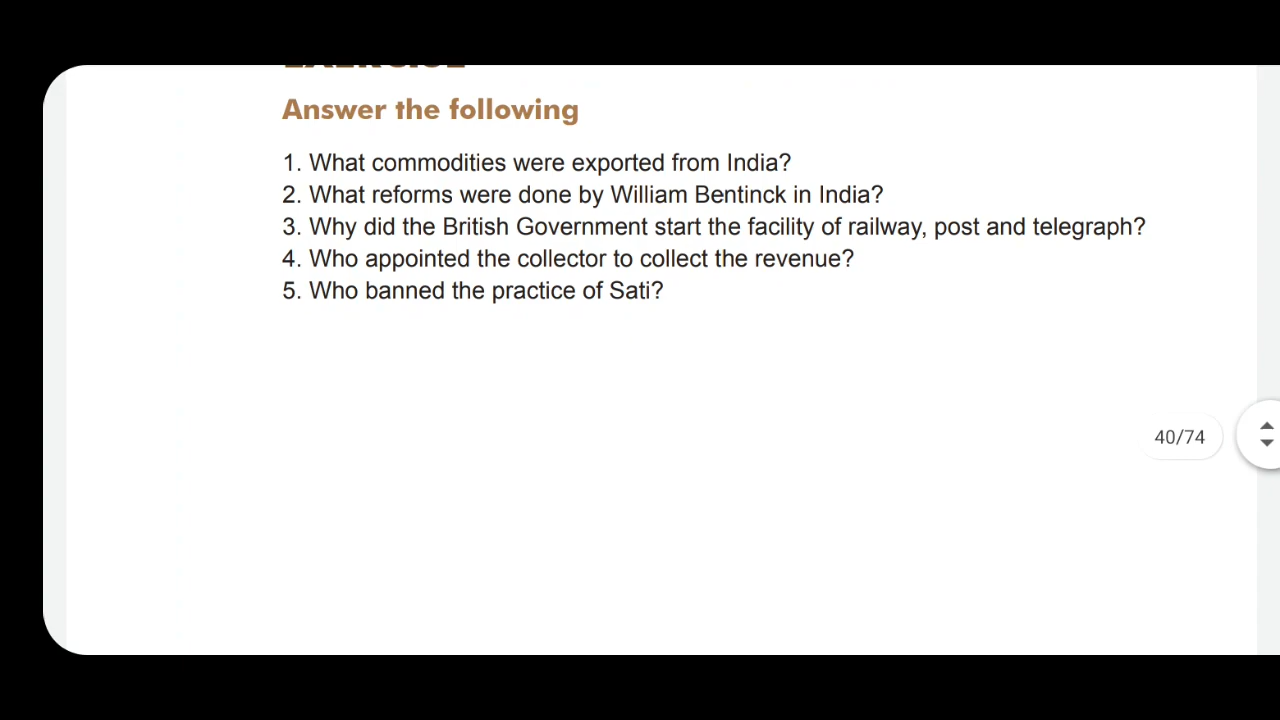 Answer the following
1. What commodities were exported from India?
2. What reforms were done by William Bentinck in India?
3. Why did the British Government start the facility of railway, post and telegraph?
4. Who appointed the collector to collect the revenue?
5. Who banned the practice of Sati?
40/74